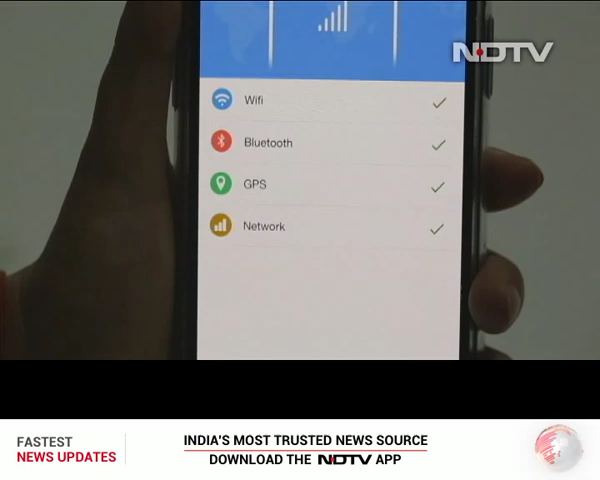 NDTV
Wifi
Bluetooth
GPS
Network
FASTEST
NEWS UPDATES
INDIA'S MOST TRUSTED NEWS SOURCE
DOWNLOAD THE NDTV APP